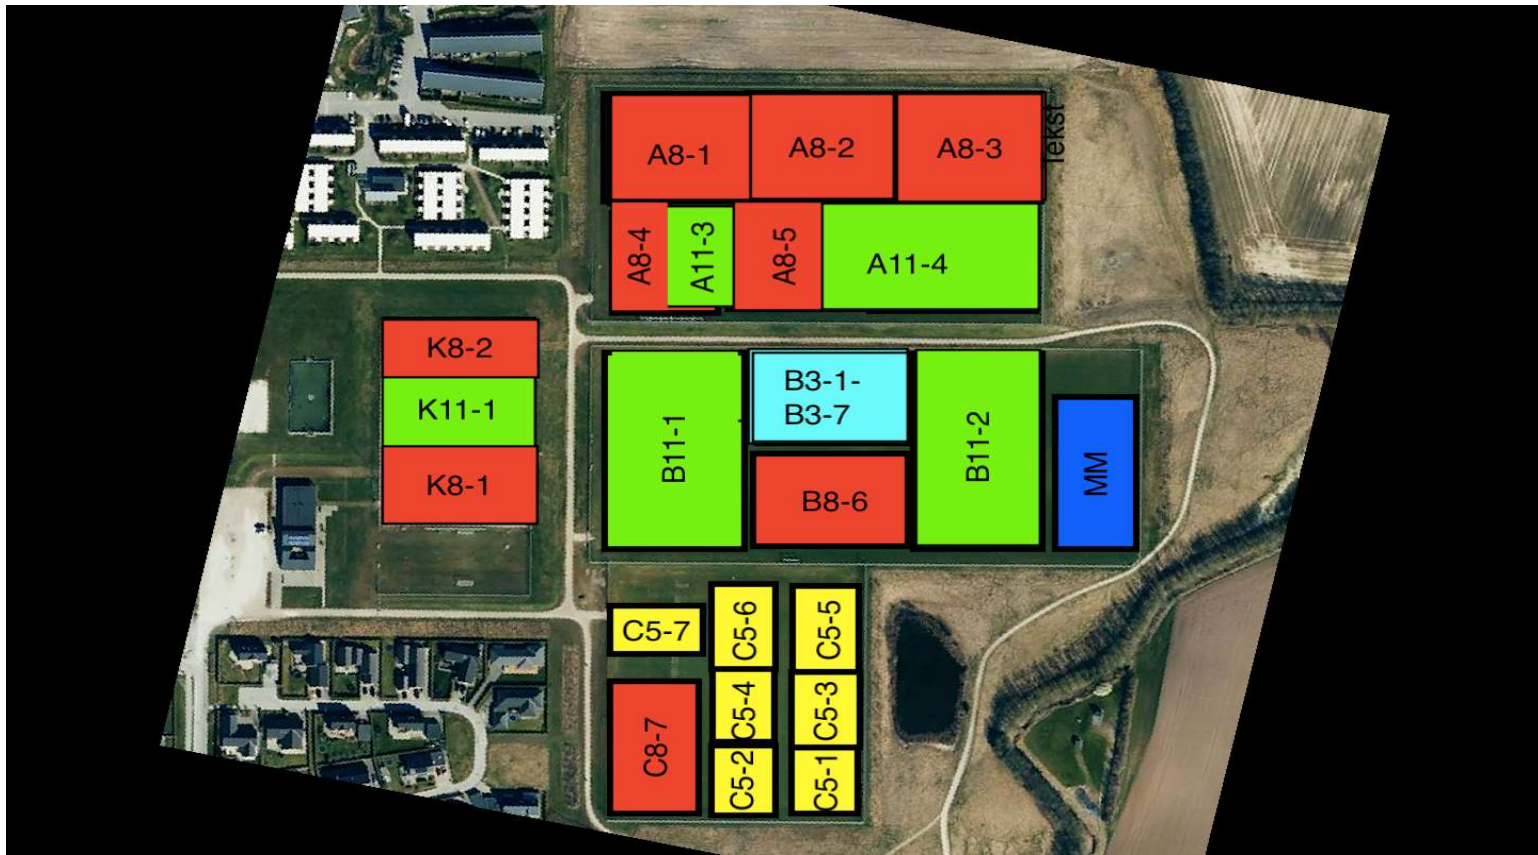 A8-1
A8-2
A8-3
Tekst
A8-4
A11-3
A8-5
A11-4
K8-2
K11-1
K8-1
B11-1
B3-1-
B3-7
B8-6
B11-2
MM
C5-7
C5-6
C5-5
C8-7
C5-4
C5-3
C5-2
C5-1